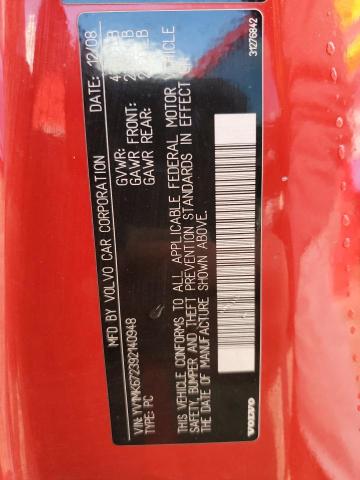 MFD BY VOLVO CAR CORPORATION DATE: 12/08
GVWR:
GAWR FRONT:
GAWR REAR:
VIN: YV1MK672392140948
TYPE: PC
THIS VEHICLE CONFORMS TO ALL APPLICABLE FEDERAL MOTOR VEHICLE
SAFETY, BUMPER AND THEFT PREVENTION STANDARDS IN EFFECT
THE DATE OF MANUFACTURE SHOWN ABOVE.
VOLVO 31276842